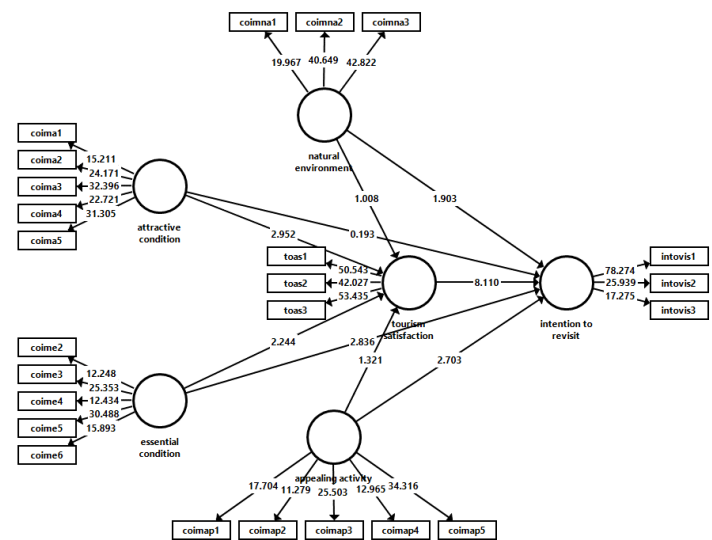 coimna1
coimna2
coimna3
19.967
40.649
42.822
natural
environment
coima1
coima2
coima3
coima4
coima5
15.211
24.171
32.396
22.721
31.305
attractive
condition
1.008
1.903
2.952
0.193
toas1
toas2
toas3
50.543
42.027
53.435
tourism
satisfaction
8.110
intention to
revisit
78.274
25.939
17.275
intovis1
intovis2
intovis3
2.244
2.836
1.321
2.703
coime2
coime3
coime4
coime5
coime6
12.248
25.353
12.434
30.488
15.893
essential
condition
appealing activity
17.704
11.279
25.503
12.965
34.316
coimap1
coimap2
coimap3
coimap4
coimap5